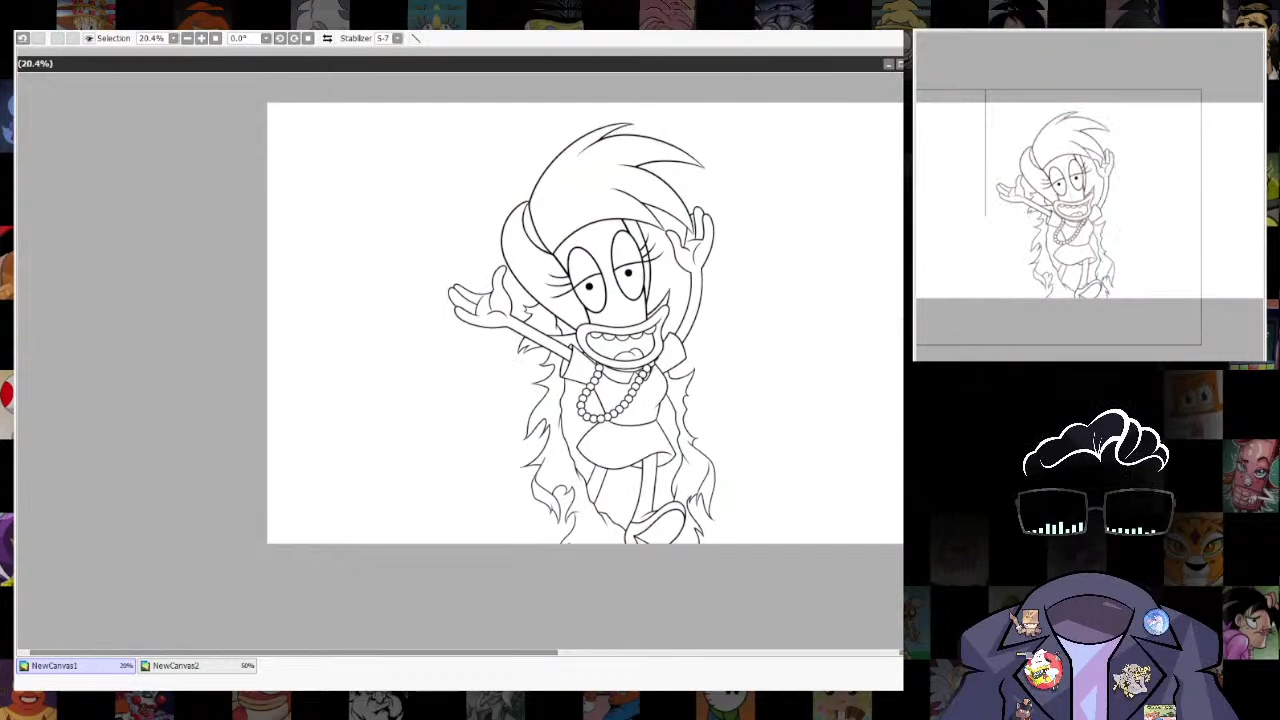 Selection 20.4% 0.0° Stabilizer S-7
(20.4%)
NewCanvas1 20% NewCanvas2 50%